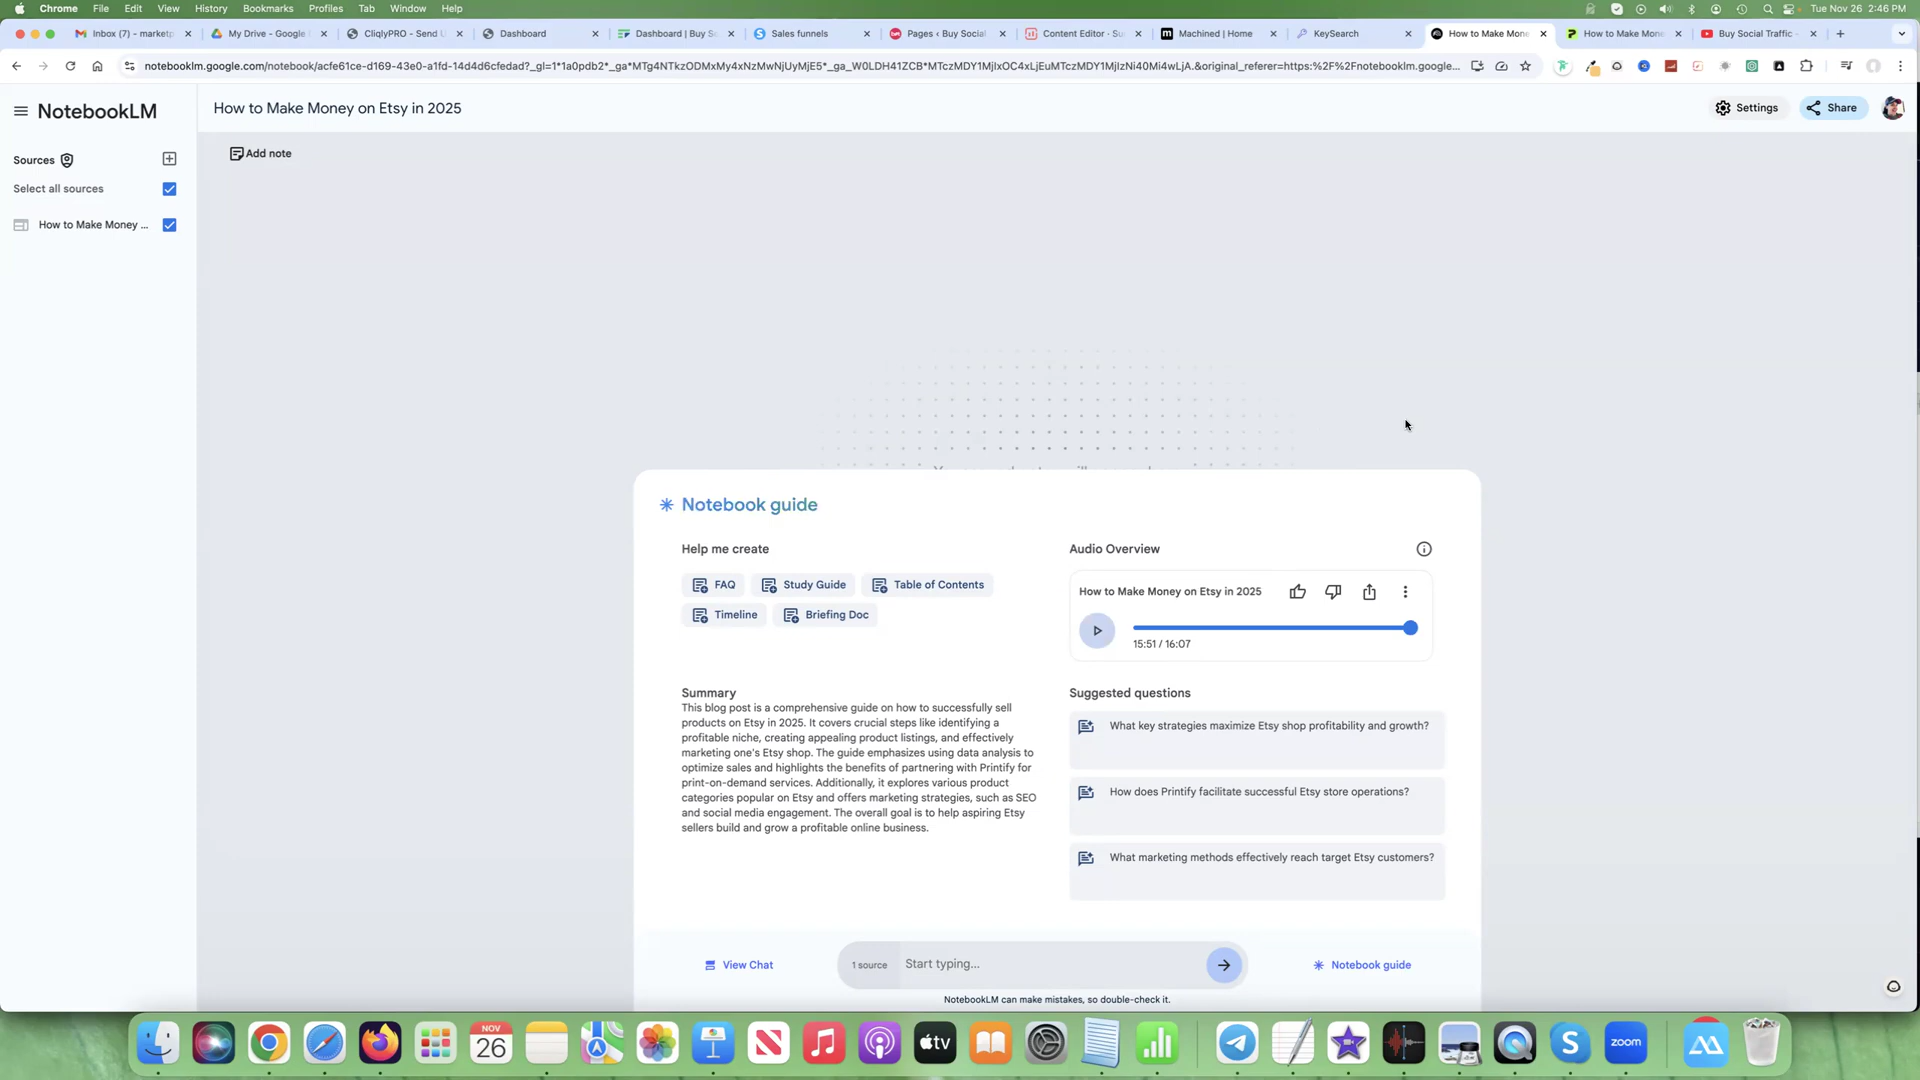 Chrome File Edit View History Bookmarks Profiles Tab Window Help Tue Nov 26 2:46 PM
Inbox (7) - marketp My Drive - Google CliqlyPRO - Send U Dashboard Dashboard | Buy S Sales funnels Pages ‹ Buy Social Content Editor - Su Machined | Home KeySearch How to Make Mone How to Make Mone Buy Social Traffic -
NotebookLM
How to Make Money on Etsy in 2025
Settings
Share
Sources
Add note
Select all sources
How to Make Money ...
Notebook guide
Help me create
FAQ
Study Guide
Table of Contents
Timeline
Briefing Doc
Audio Overview
How to Make Money on Etsy in 2025
15:51 / 16:07
Summary
This blog post is a comprehensive guide on how to successfully sell
products on Etsy in 2025. It covers crucial steps like identifying a
profitable niche, creating appealing product listings, and effectively
marketing one's Etsy shop. The guide emphasizes using data analysis to
optimize sales and highlights the benefits of partnering with Printify for
print-on-demand services. Additionally, it explores various product
categories popular on Etsy and offers marketing strategies, such as SEO
and social media engagement. The overall goal is to help aspiring Etsy
sellers build and grow a profitable online business.
Suggested questions
What key strategies maximize Etsy shop profitability and growth?
How does Printify facilitate successful Etsy store operations?
What marketing methods effectively reach target Etsy customers?
View Chat
1 source
Start typing...
Notebook guide
NotebookLM can make mistakes, so double-check it.
NOV
26
tv
zoom